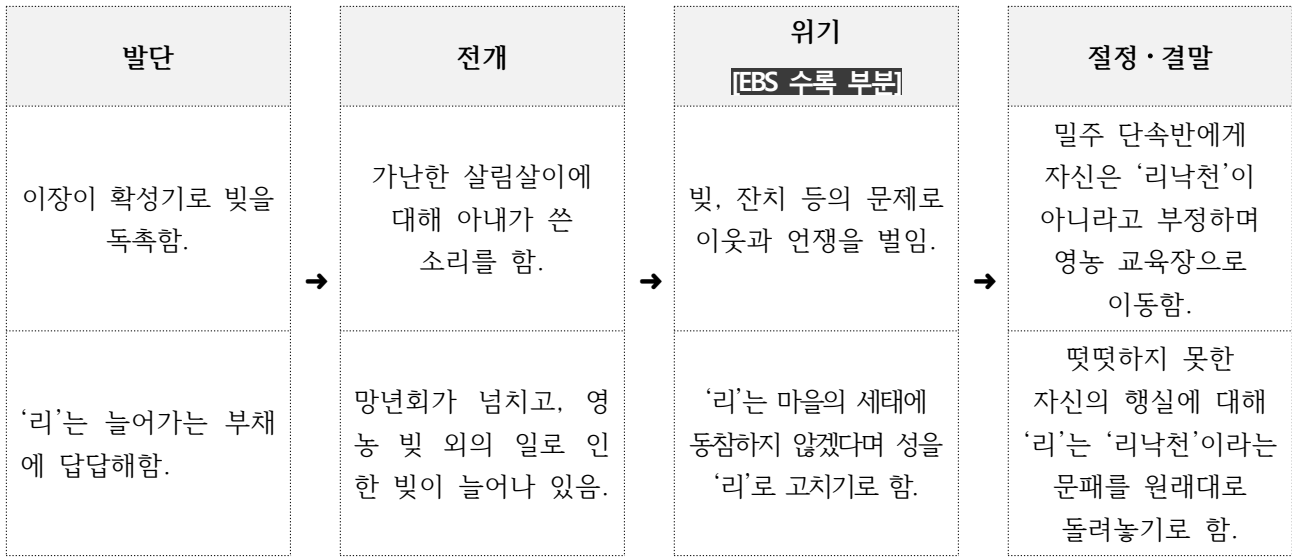 발단
이장이 확성기로 빚을
독촉함.
‘리’는 늘어가는 부채
에 답답해함.
➜
전개
가난한 살림살이에
대해 아내가 쓴
소리를 함.
망년회가 넘치고, 영
농 빚 외의 일로 인
한 빚이 늘어나 있음.
➜
위기
[EBS 수록 부분]
빚, 잔치 등의 문제로
이웃과 언쟁을 벌임.
‘리’는 마을의 세태에
동참하지 않겠다며 성을
‘리’로 고치기로 함.
➜
절정·결말
밀주 단속반에게
자신은 ‘리낙천’이
아니라고 부정하며
영농 교육장으로
이동함.
떳떳하지 못한
자신의 행실에 대해
‘리’는 ‘리낙천’이라는
문패를 원래대로
돌려놓기로 함.